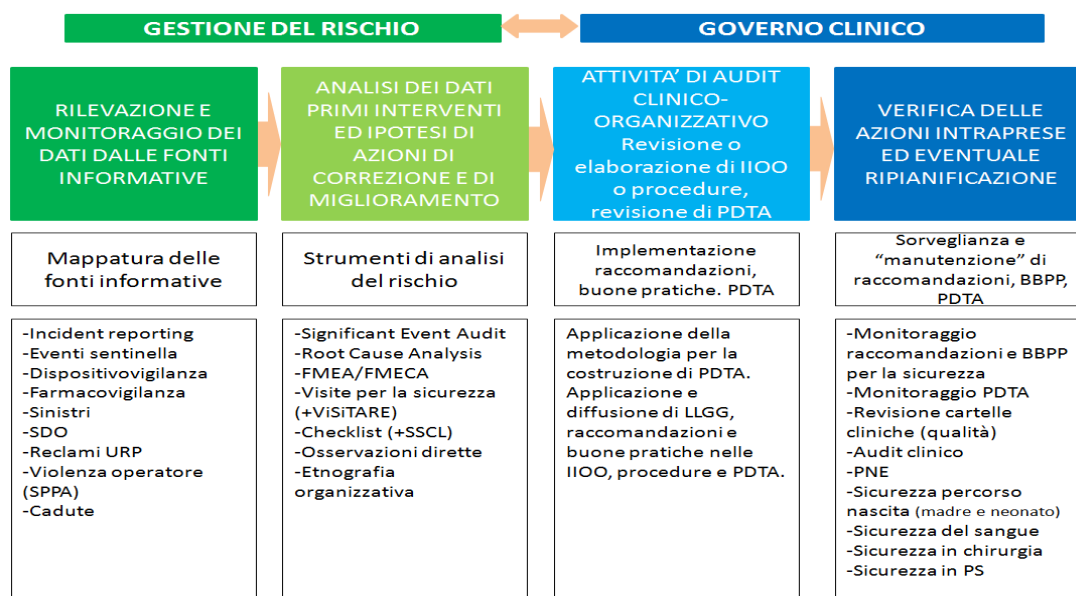 GESTIONE DEL RISCHIO
GOVERNO CLINICO
RILEVAZIONE E
MONITORAGGIO DEI
DATI DALLE FONTI
INFORMATIVE
ANALISI DEI DATI
PRIMI INTERVENTI
ED IPOTESI DI
AZIONI DI
CORREZIONE E DI
MIGLIORAMENTO
ATTIVITA’ DI AUDIT
CLINICO-
ORGANIZZATIVO
Revisione o
elaborazione di IIOO
o procedure,
revisione di PDTA
VERIFICA DELLE
AZIONI INTRAPRESE
ED EVENTUALE
RIPIANIFICAZIONE
Mappatura delle
fonti informative
Strumenti di analisi
del rischio
Implementazione
raccomandazioni,
buone pratiche. PDTA
Sorveglianza e
“manutenzione” di
raccomandazioni, BBPP,
PDTA
-Incident reporting
-Eventi sentinella
-Dispositivovigilanza
-Farmacovigilanza
-Sinistri
-SDO
-Reclami URP
-Violenza operatore
(SPPA)
-Cadute
-Significant Event Audit
-Root Cause Analysis
-FMEA/FMECA
-Visite per la sicurezza
(+ViSiTARE)
-Checklist (+SSCL)
-Osservazioni dirette
-Etnografia
organizzativa
Applicazione della
metodologia per la
costruzione di PDTA.
Applicazione e
diffusione di LLGG,
raccomandazioni e
buone pratiche nelle
IIOO, procedure e PDTA.
-Monitoraggio
raccomandazioni e BBPP
per la sicurezza
-Monitoraggio PDTA
-Revisione cartelle
cliniche (qualità)
-Audit clinico
-PNE
-Sicurezza percorso
nascita (madre e neonato)
-Sicurezza del sangue
-Sicurezza in chirurgia
-Sicurezza in PS